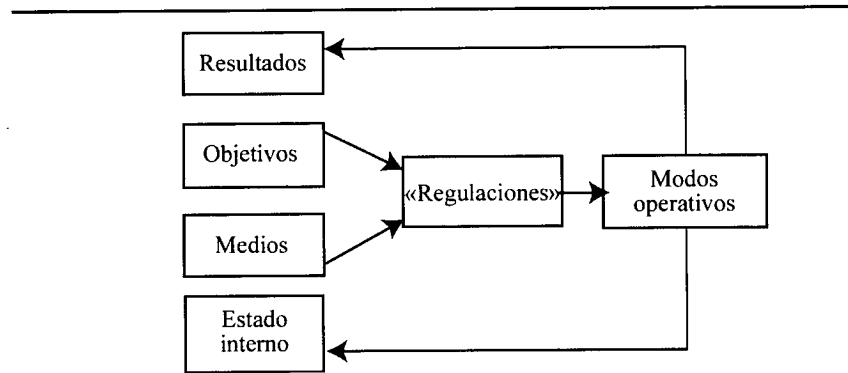 Resultados
Objetivos
«Regulaciones»
Modos
operativos
Medios
Estado
interno